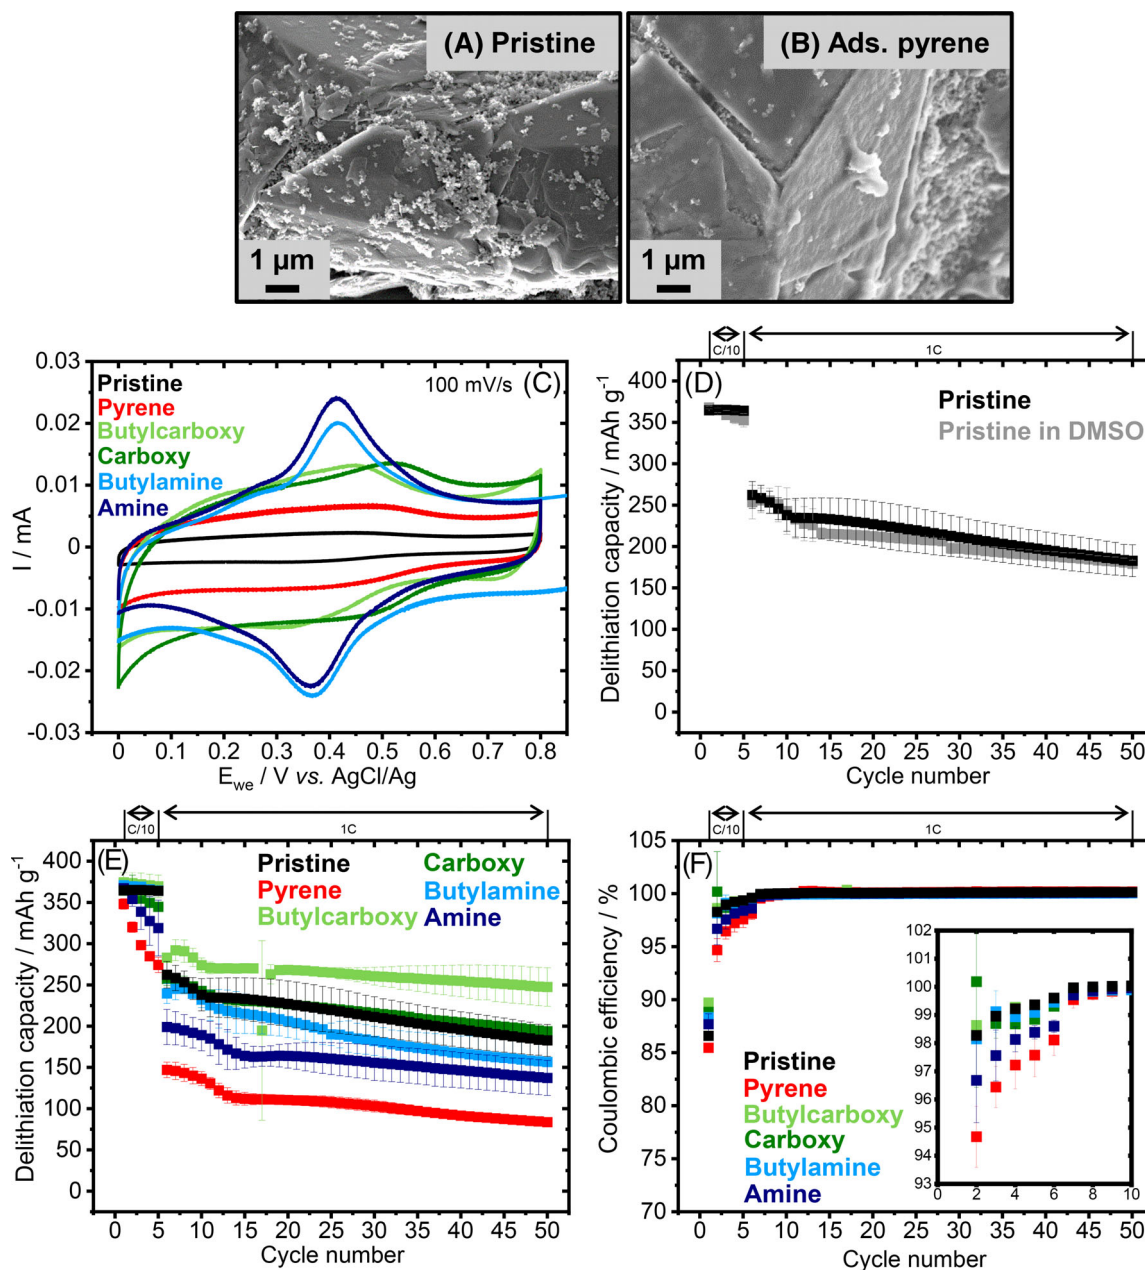 (A) Pristine
1 µm
(B) Ads. pyrene
1 µm
0.03
0.02
0.01
0
-0.01
-0.02
-0.03
I / mA
Pristine
Pyrene
Butylcarboxy
Carboxy
Butylamine
Amine
100 mV/s
(C)
0 0.1 0.2 0.3 0.4 0.5 0.6 0.7 0.8
E_we / V vs. AgCl/Ag
C/10
1C
(D)
Pristine
Pristine in DMSO
400
350
300
250
200
150
100
50
0
Delithiation capacity / mAh g⁻¹
0 5 10 15 20 25 30 35 40 45 50
Cycle number
C/10
1C
(E)
Pristine
Pyrene
Butylcarboxy
Carboxy
Butylamine
Amine
400
350
300
250
200
150
100
50
0
Delithiation capacity / mAh g⁻¹
0 5 10 15 20 25 30 35 40 45 50
Cycle number
C/10
1C
(F)
105
100
95
90
85
80
75
70
Coulombic efficiency / %
Pristine
Pyrene
Butylcarboxy
Carboxy
Butylamine
Amine
102
101
100
99
98
97
96
95
94
93
0 2 4 6 8 10
0 5 10 15 20 25 30 35 40 45 50
Cycle number